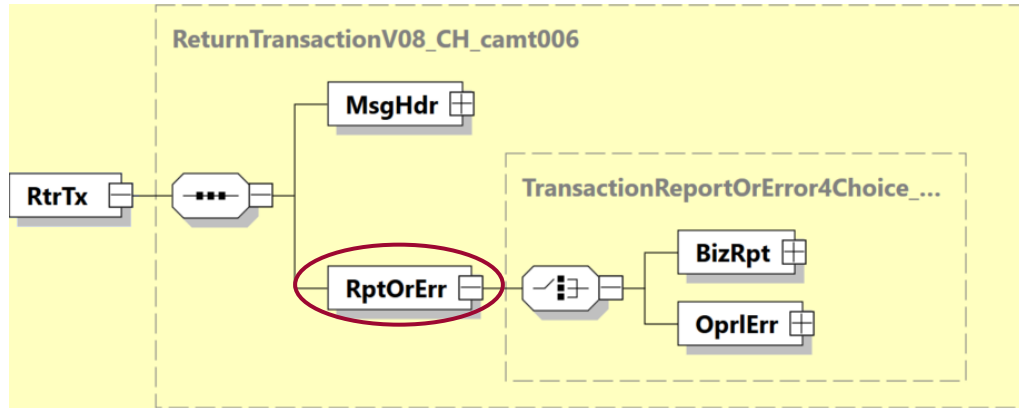 ReturnTransactionV08_CH_camt006
MsgHdr
RtrTx
TransactionReportOrError4Choice_...
BizRpt
RptOrErr
OprlErr